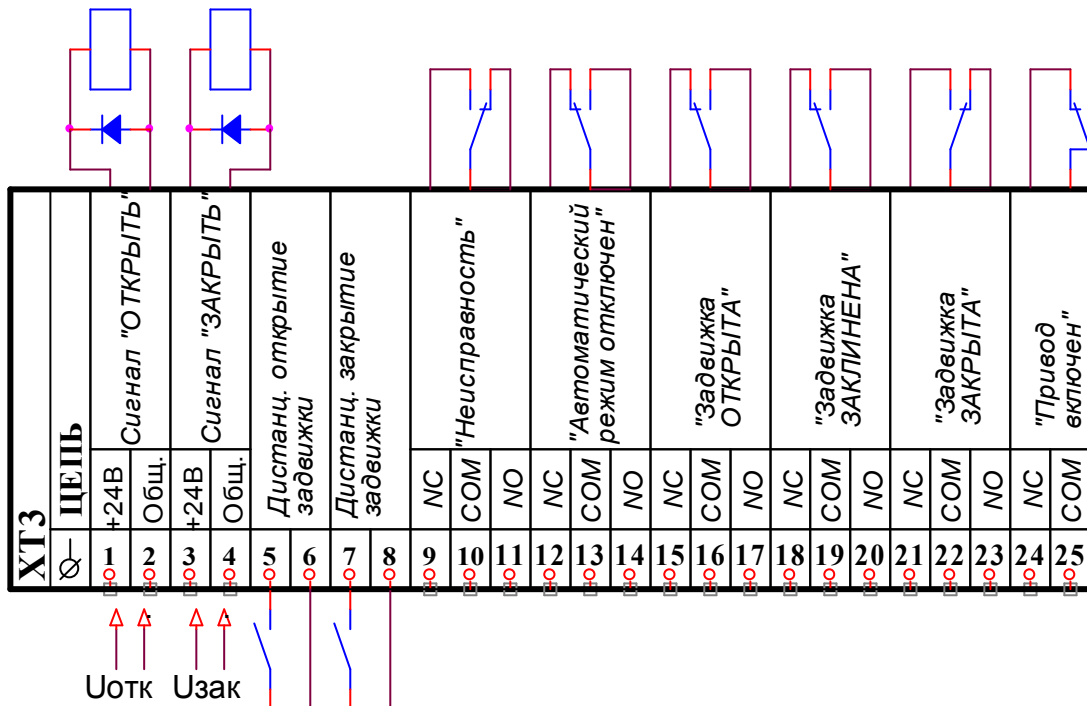 ХТ3
ЦЕПЬ
+24В
Общ.
+24В
Общ.
Сигнал "ОТКРЫТЬ"
Сигнал "ЗАКРЫТЬ"
Дистанц. открытие
задвижки
Дистанц. закрытие
задвижки
"Неисправность"
"Автоматический
режим отключен"
"Задвижка
ОТКРЫТА"
"Задвижка
ЗАКЛИНЕНА"
"Задвижка
ЗАКРЫТА"
"Привод
включен"
NC COM NO NC COM NO NC COM NO NC COM NO NC COM NO NC COM
1 2 3 4 5 6 7 8 9 10 11 12 13 14 15 16 17 18 19 20 21 22 23 24 25
Uотк Uзак